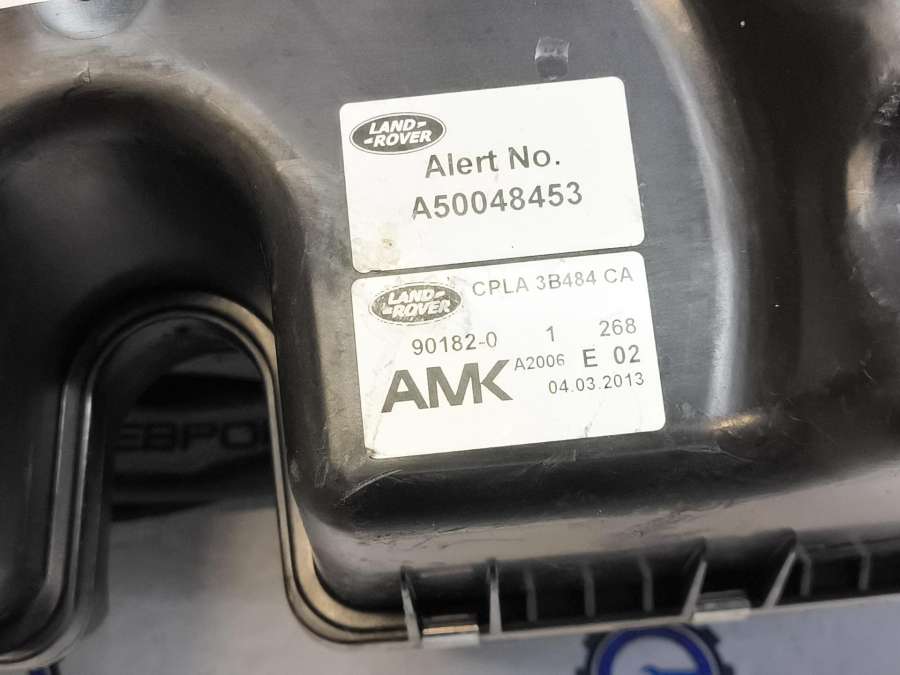 LAND-
-ROVER
Alert No.
A50048453
LAND-
-ROVER
CPLA 3B484 CA
90182-0 1 268
AMK A2006 E 02
04.03.2013